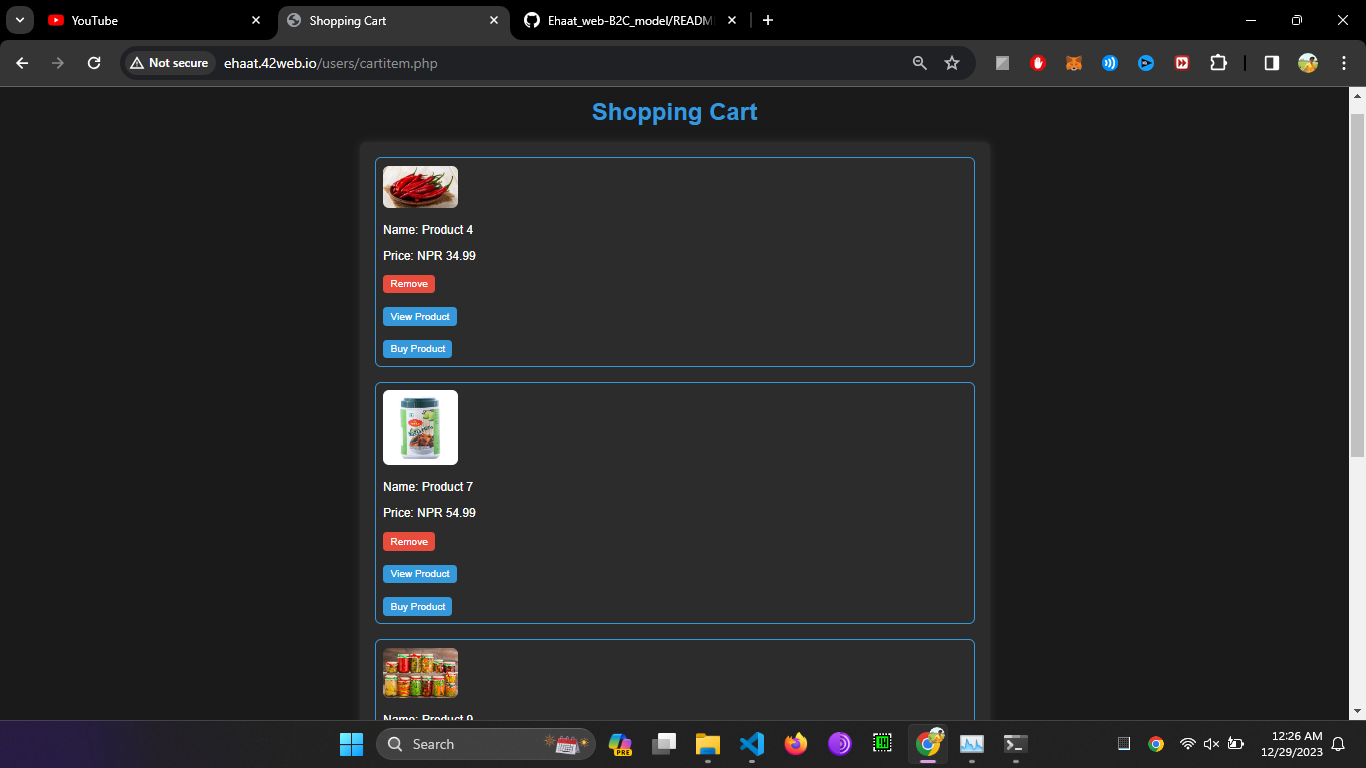 YouTube
Shopping Cart
Ehaat_web-B2C_model/READM
Not secure
ehaat.42web.io/users/cartitem.php
Shopping Cart
Name: Product 4
Price: NPR 34.99
Remove
View Product
Buy Product
Name: Product 7
Price: NPR 54.99
Remove
View Product
Buy Product
Name: Product 9
Search
PRE
12:26 AM
12/29/2023